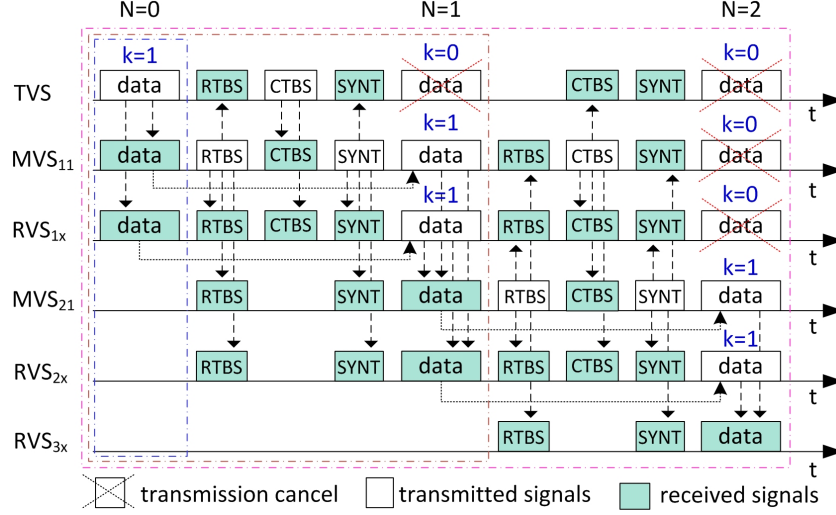 N=0 N=1 N=2
k=1 k=0 k=0
TVS data RTBS CTBS SYNT data CTBS SYNT data t
k=1 k=0
MVS11 data RTBS CTBS SYNT data RTBS CTBS SYNT data t
k=1 k=0
RVS1x data RTBS CTBS SYNT data RTBS CTBS SYNT data t
k=1
MVS21 RTBS SYNT data RTBS CTBS SYNT data t
k=1
RVS2x RTBS SYNT data RTBS CTBS SYNT data t
RVS3x RTBS SYNT data t
transmission cancel transmitted signals received signals